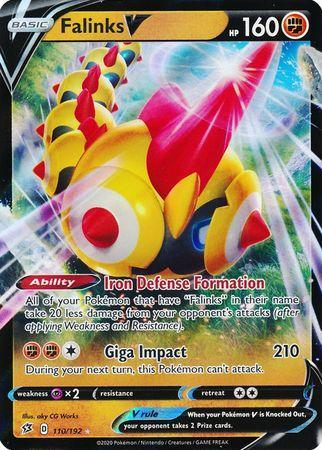 BASIC Falinks V HP 160
Ability Iron Defense Formation
All of your Pokémon that have "Falinks" in their name
take 20 less damage from your opponent's attacks (after
applying Weakness and Resistance).
Giga Impact 210
During your next turn, this Pokémon can't attack.
weakness ×2 resistance retreat
Illus. aky CG Works
V rule When your Pokémon V is Knocked Out,
your opponent takes 2 Prize cards.
D 110/192
©2020 Pokémon / Nintendo / Creatures / GAME FREAK